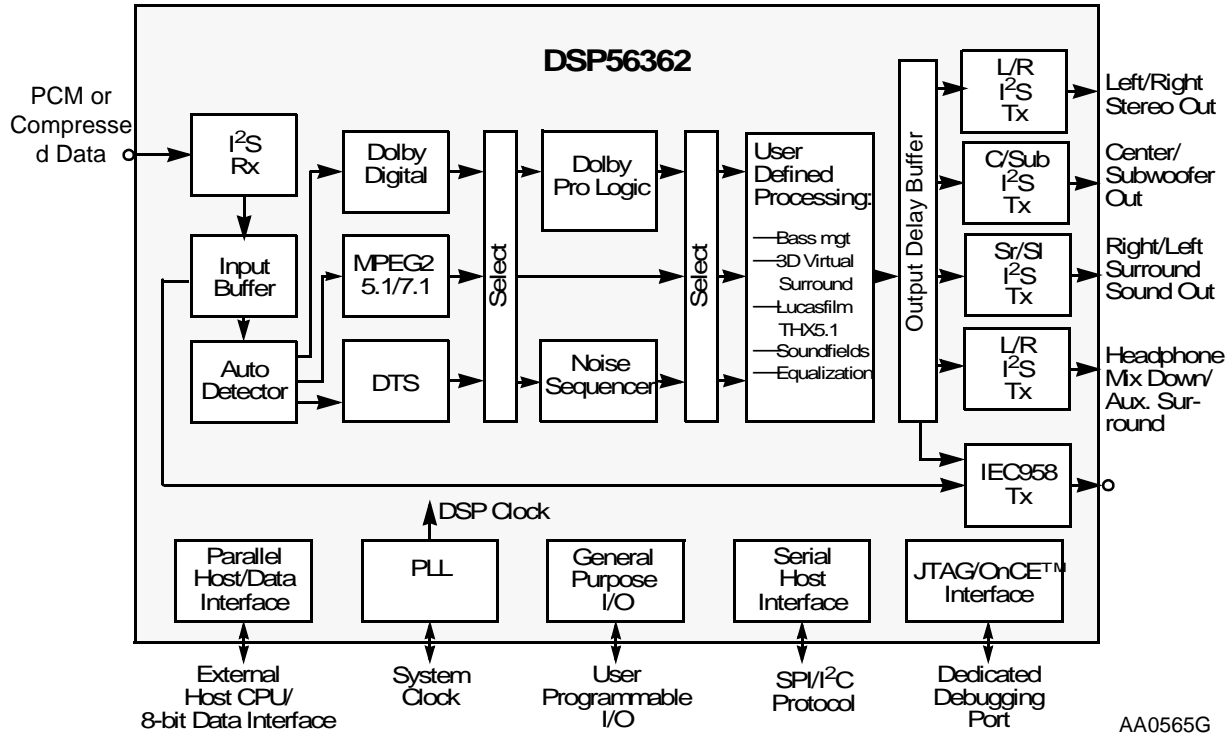 DSP56362
PCM or
Compresse
d Data
I²S
Rx
Input
Buffer
Auto
Detector
Dolby
Digital
MPEG2
5.1/7.1
DTS
Select
Dolby
Pro Logic
Noise
Sequencer
Select
User
Defined
Processing:
—Bass mgt
—3D Virtual
Surround
—Lucasfilm
THX5.1
—Soundfields
—Equalization
Output Delay Buffer
L/R
I²S
Tx
Left/Right
Stereo Out
C/Sub
I²S
Tx
Center/
Subwoofer
Out
Sr/Sl
I²S
Tx
Right/Left
Surround
Sound Out
L/R
I²S
Tx
Headphone
Mix Down/
Aux. Sur-
round
IEC958
Tx
DSP Clock
Parallel
Host/Data
Interface
PLL
General
Purpose
I/O
Serial
Host
Interface
JTAG/OnCE™
Interface
External
Host CPU/
8-bit Data Interface
System
Clock
User
Programmable
I/O
SPI/I²C
Protocol
Dedicated
Debugging
Port
AA0565G